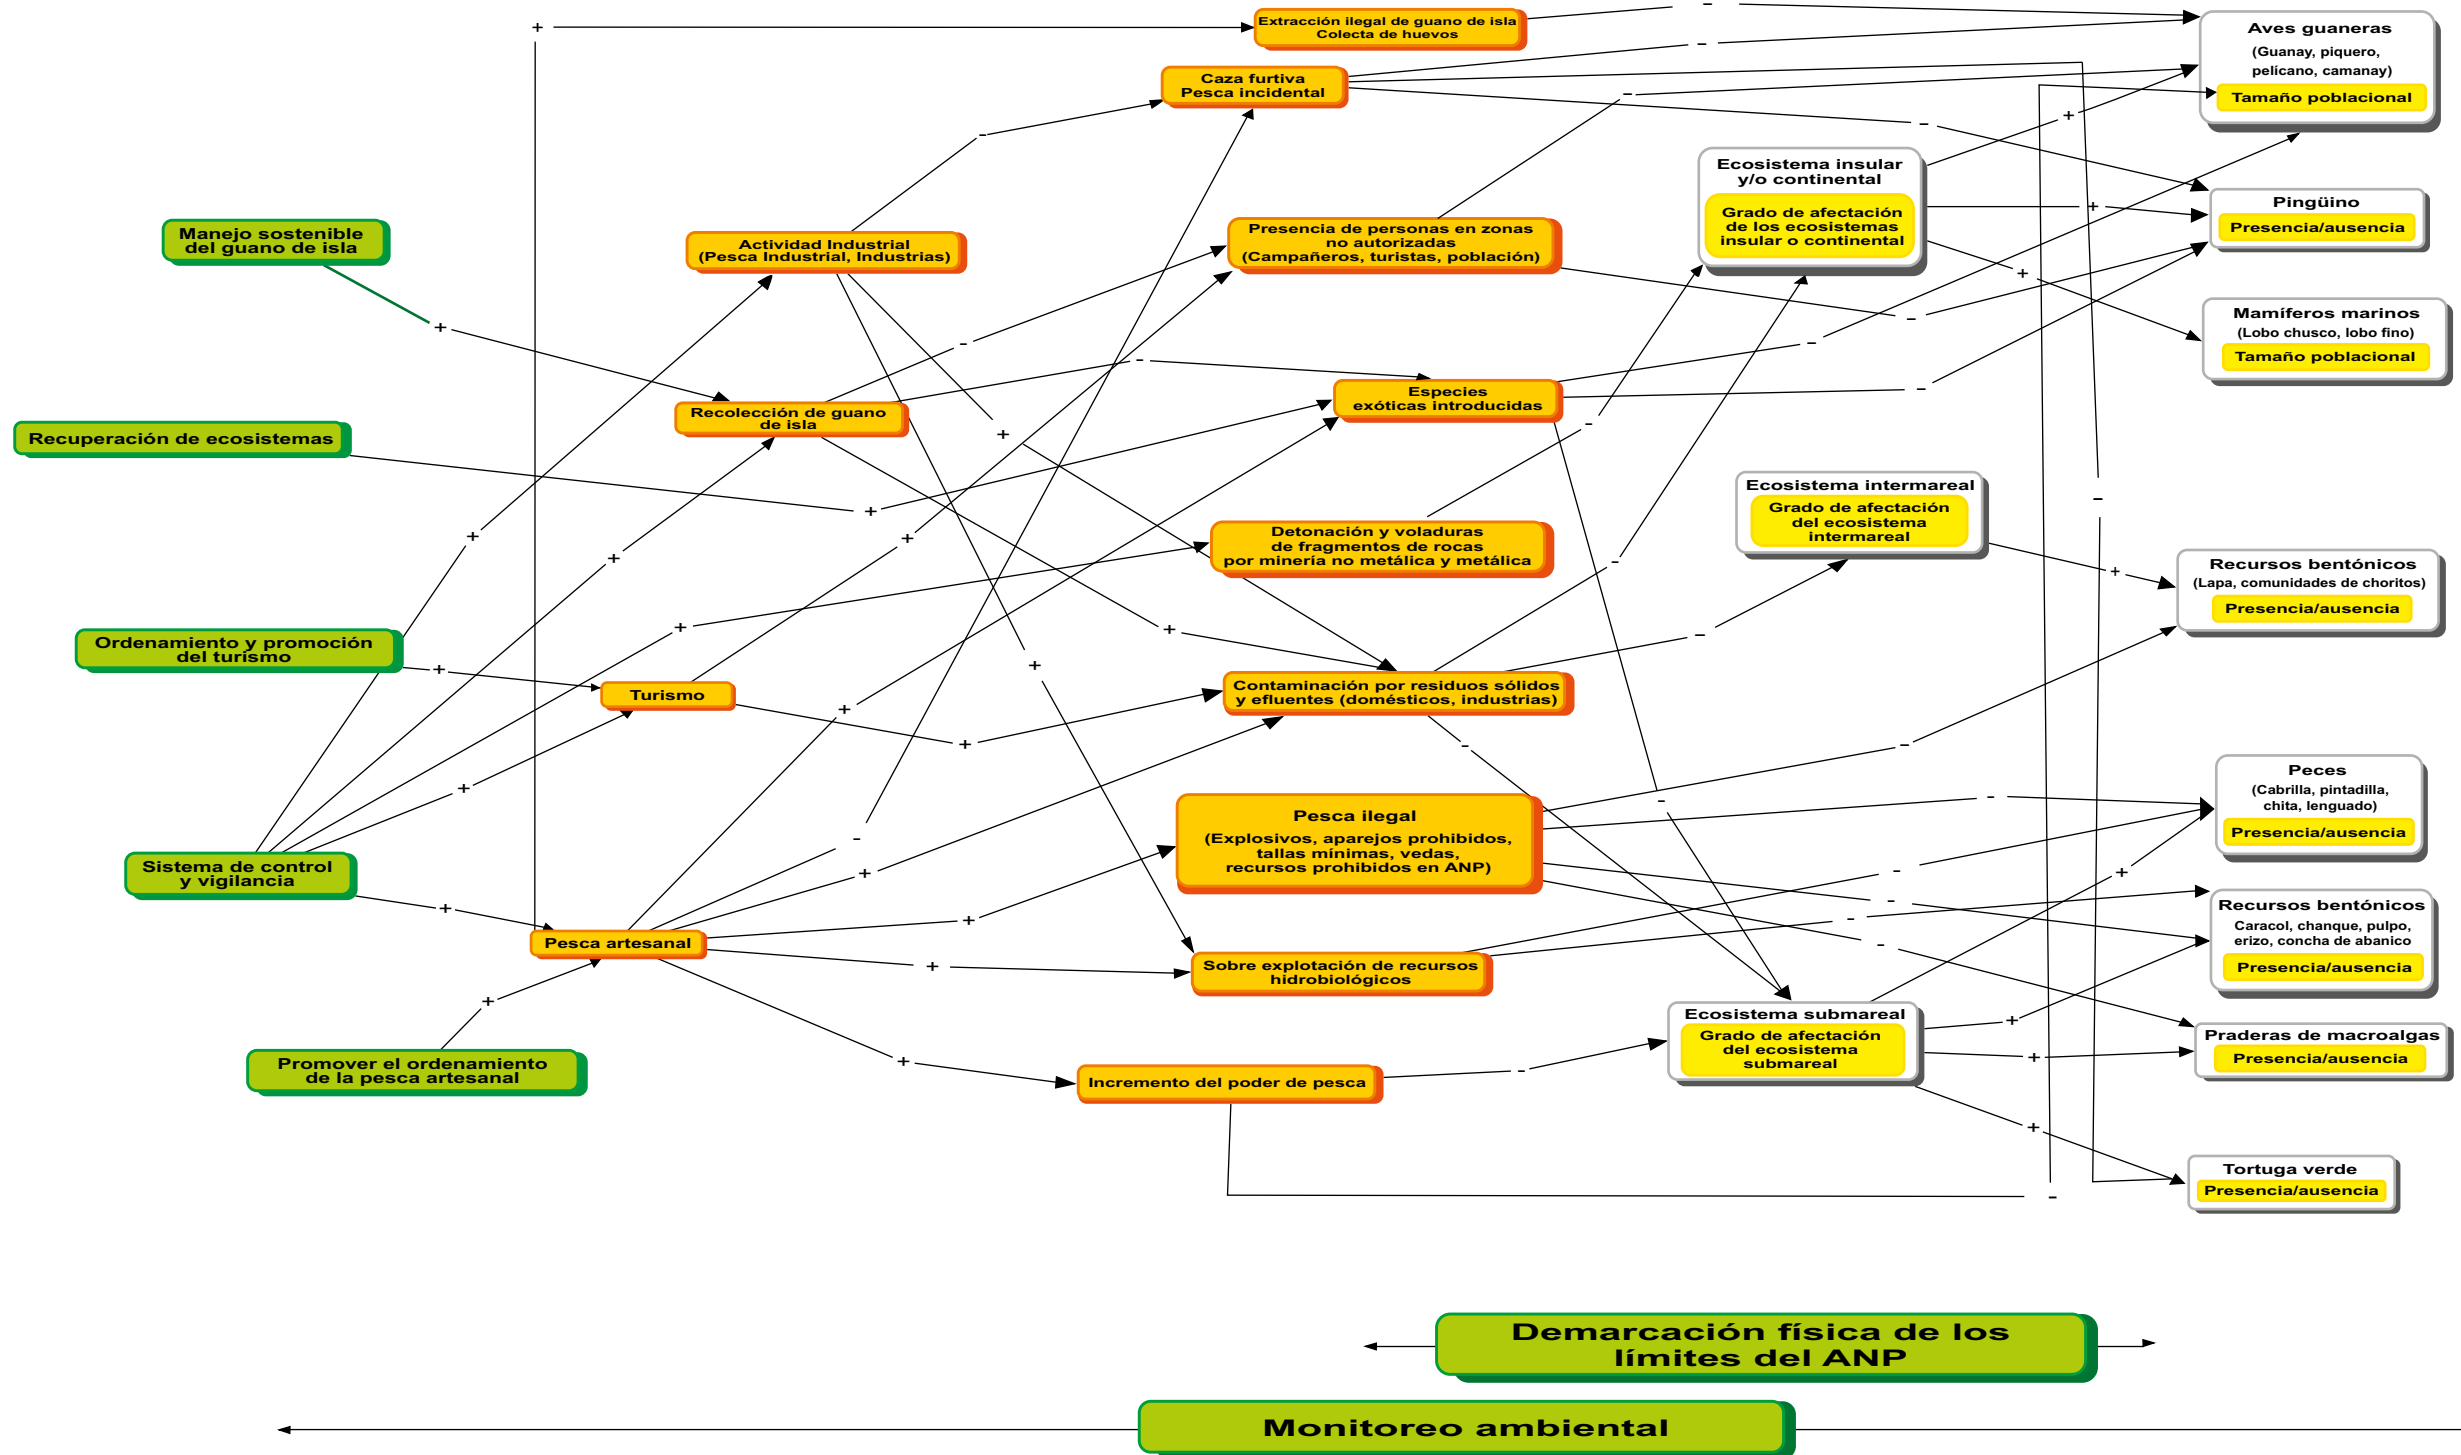 Extracción ilegal de guano de isla
Colecta de huevos
Caza furtiva
Pesca incidental
Aves guaneras
(Guanay, piquero,
pelícano, camanay)
Tamaño poblacional
Ecosistema insular
y/o continental
Grado de afectación
de los ecosistemas
insular o continental
Pingüino
Presencia/ausencia
Manejo sostenible
del guano de isla
Actividad Industrial
(Pesca Industrial, Industrias)
Presencia de personas en zonas
no autorizadas
(Campañeros, turistas, población)
Mamíferos marinos
(Lobo chusco, lobo fino)
Tamaño poblacional
Recuperación de ecosistemas
Recolección de guano
de isla
Especies
exóticas introducidas
Ecosistema intermareal
Grado de afectación
del ecosistema
intermareal
Detonación y voladuras
de fragmentos de rocas
por minería no metálica y metálica
Recursos bentónicos
(Lapa, comunidades de choritos)
Presencia/ausencia
Ordenamiento y promoción
del turismo
Turismo
Contaminación por residuos sólidos
y efluentes (domésticos, industrias)
Peces
(Cabrilla, pintadilla,
chita, lenguado)
Presencia/ausencia
Pesca ilegal
(Explosivos, aparejos prohibidos,
tallas mínimas, vedas,
recursos prohibidos en ANP)
Sistema de control
y vigilancia
Recursos bentónicos
Caracol, chanque, pulpo,
erizo, concha de abanico
Presencia/ausencia
Pesca artesanal
Sobre explotación de recursos
hidrobiológicos
Ecosistema submareal
Grado de afectación
del ecosistema
submareal
Praderas de macroalgas
Presencia/ausencia
Promover el ordenamiento
de la pesca artesanal
Incremento del poder de pesca
Tortuga verde
Presencia/ausencia
Demarcación física de los
límites del ANP
Monitoreo ambiental